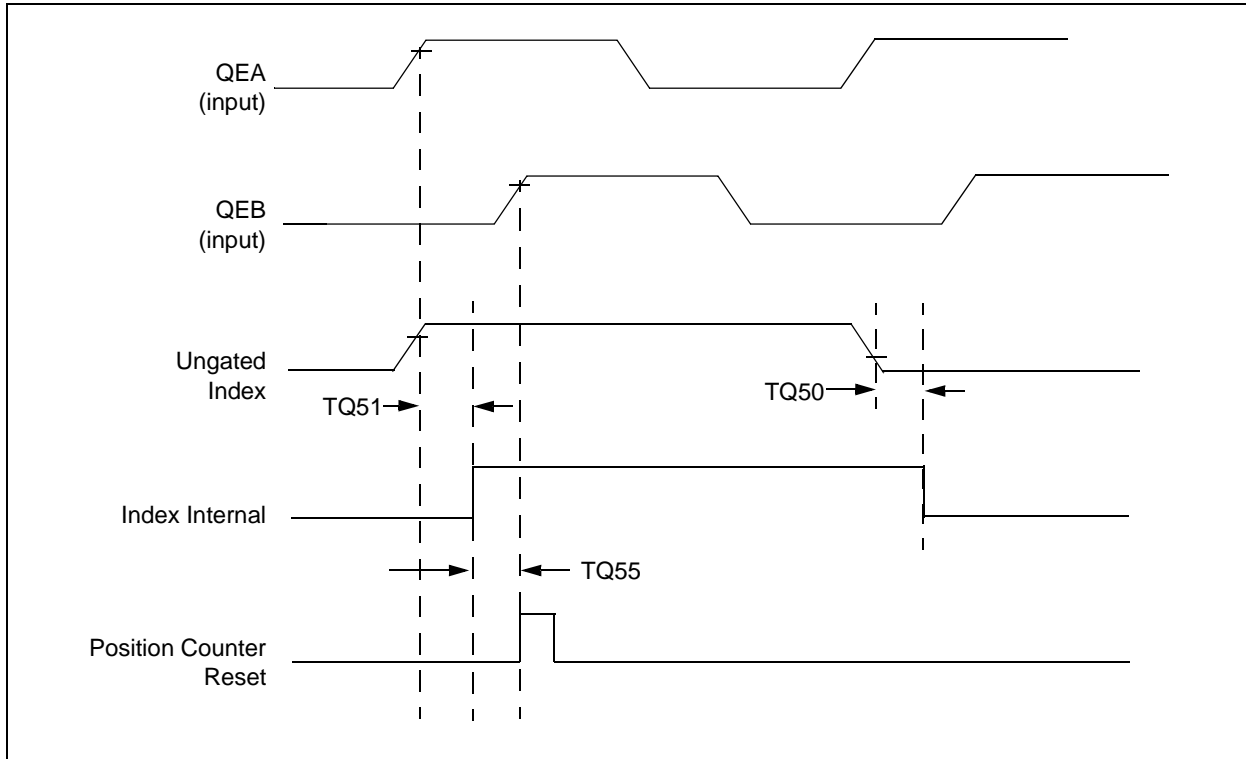 QEA
(input)
QEB
(input)
Ungated
Index
TQ51
TQ50
Index Internal
TQ55
Position Counter
Reset